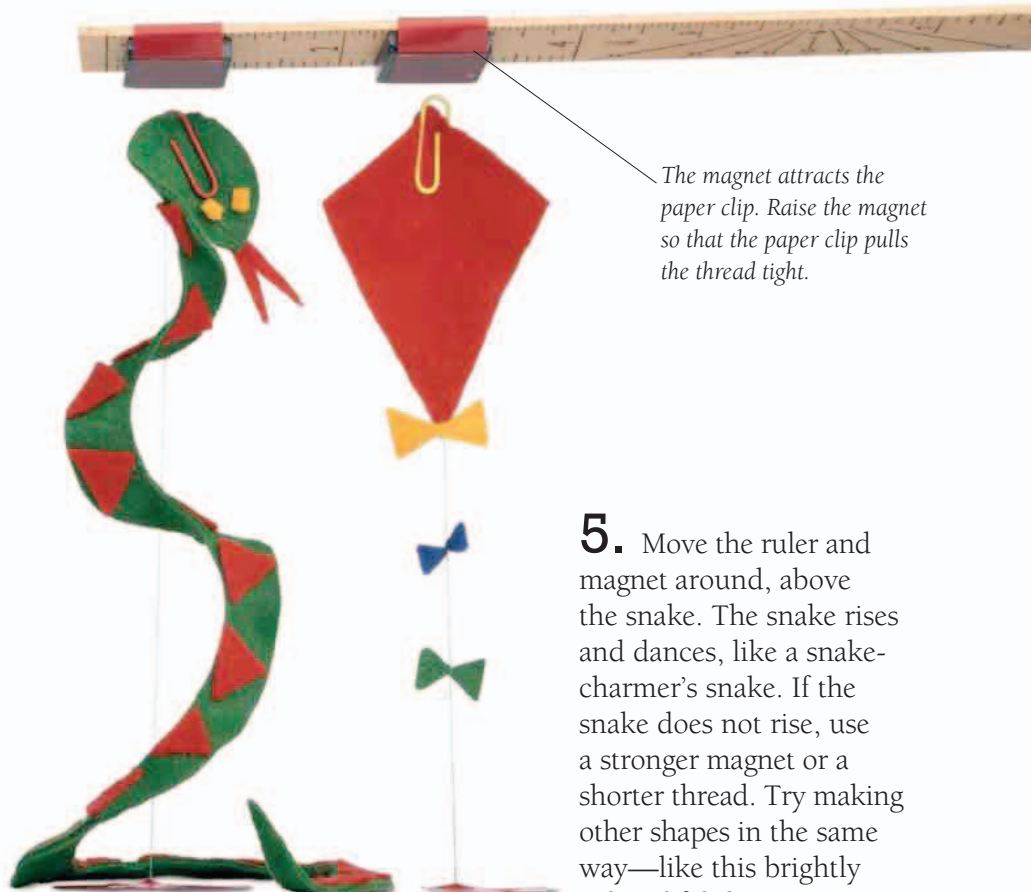 The magnet attracts the
paper clip. Raise the magnet
so that the paper clip pulls
the thread tight.
5. Move the ruler and
magnet around, above
the snake. The snake rises
and dances, like a snake-
charmer's snake. If the
snake does not rise, use
a stronger magnet or a
shorter thread. Try making
other shapes in the same
way—like this brightly